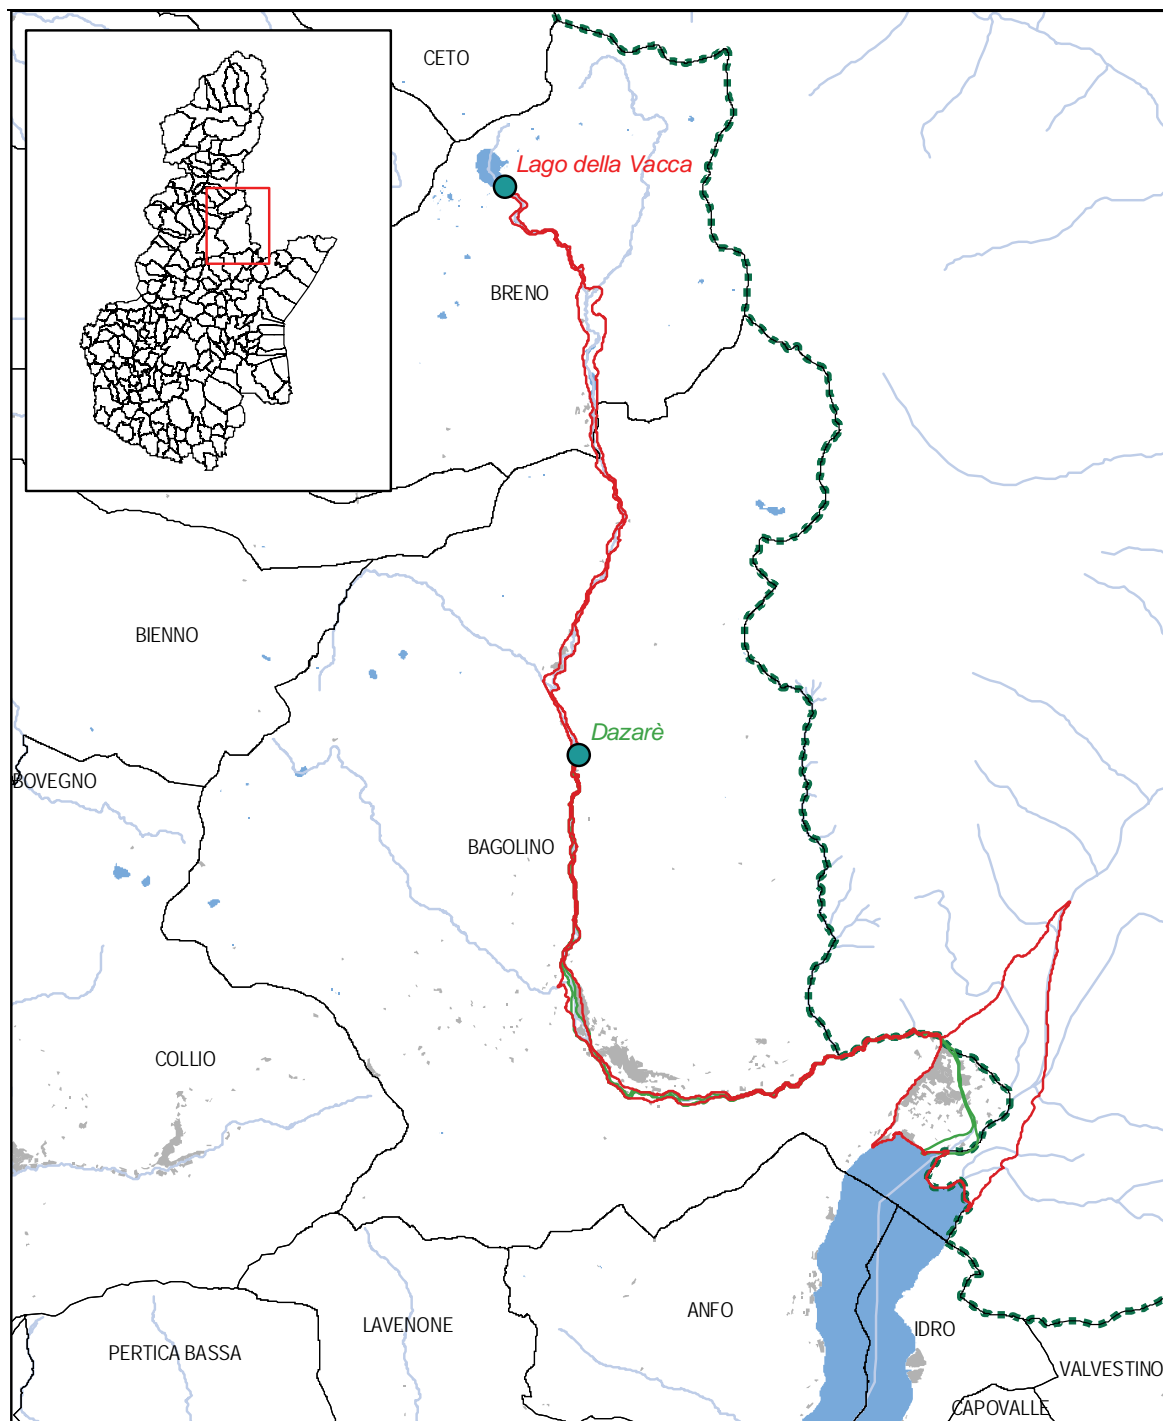 CETO
Lago della Vacca
BRENO
BIENNO
Dazarè
BOVEGNO
BAGOLINO
COLLIO
ANFO
LAVENONE
IDRO
PERTICA BASSA
VALVESTINO
CAPOVALLE